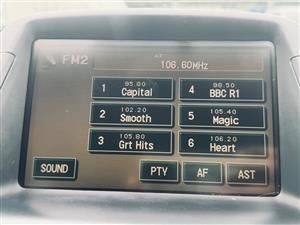 FM2
AF
106.60MHz
1 95.80 Capital
4 98.50 BBC R1
2 102.20 Smooth
5 105.40 Magic
3 105.80 Grt Hits
6 106.20 Heart
SOUND
PTY
AF
AST